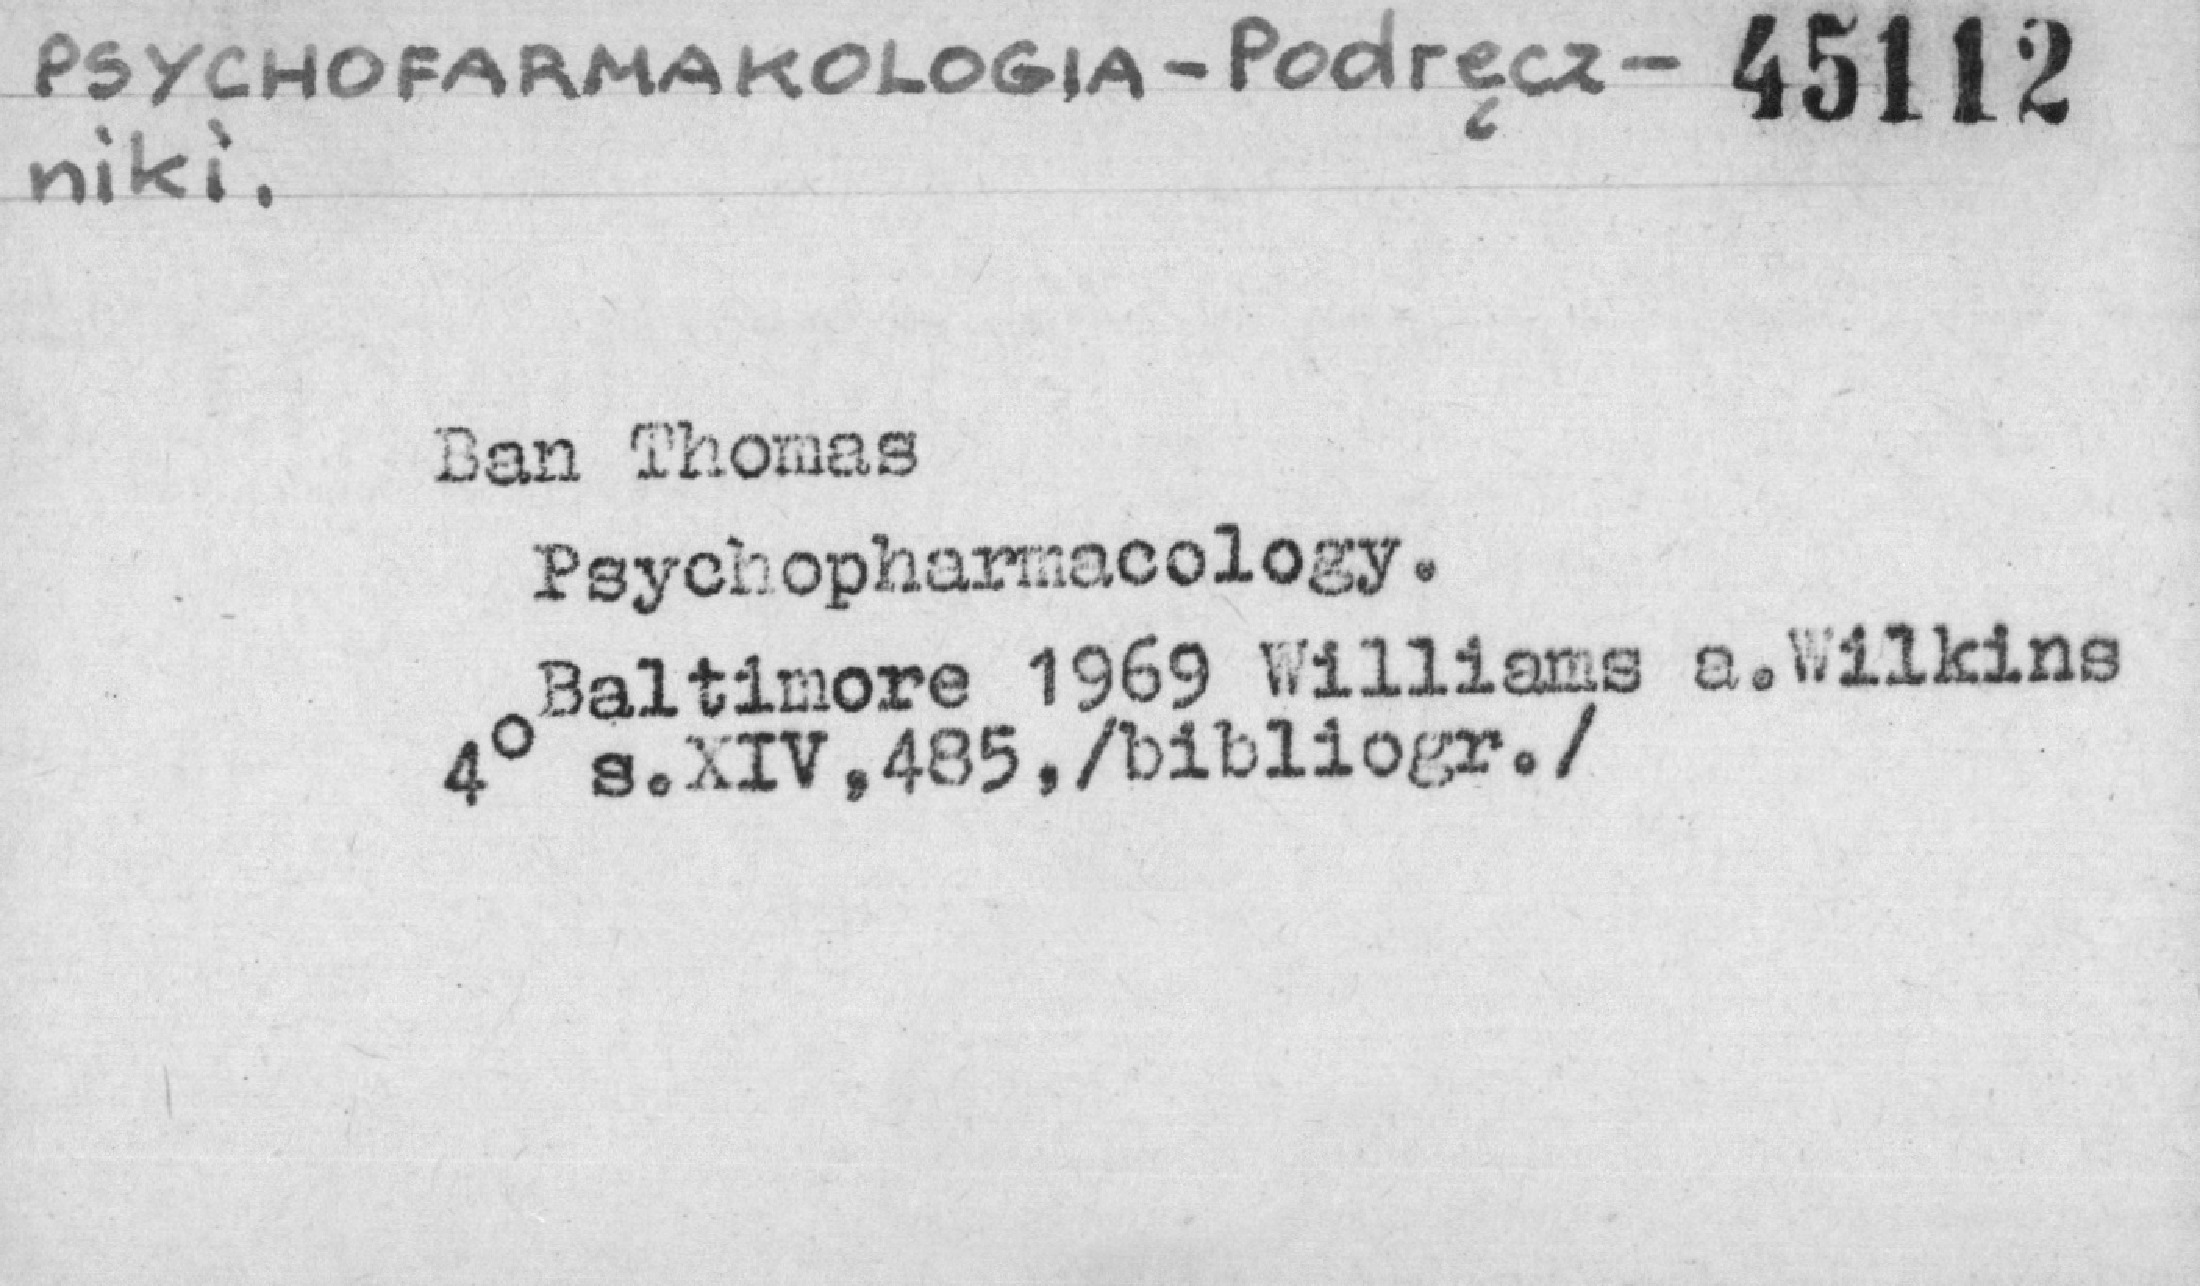 PSYCHOFARMAKOLOGIA - Podręcz- 45112
niki.
Ban Thomas
Psychopharmacology.
Baltimore 1969 Williams a.Wilkins
4° s.XIV,485,/bibliogr./